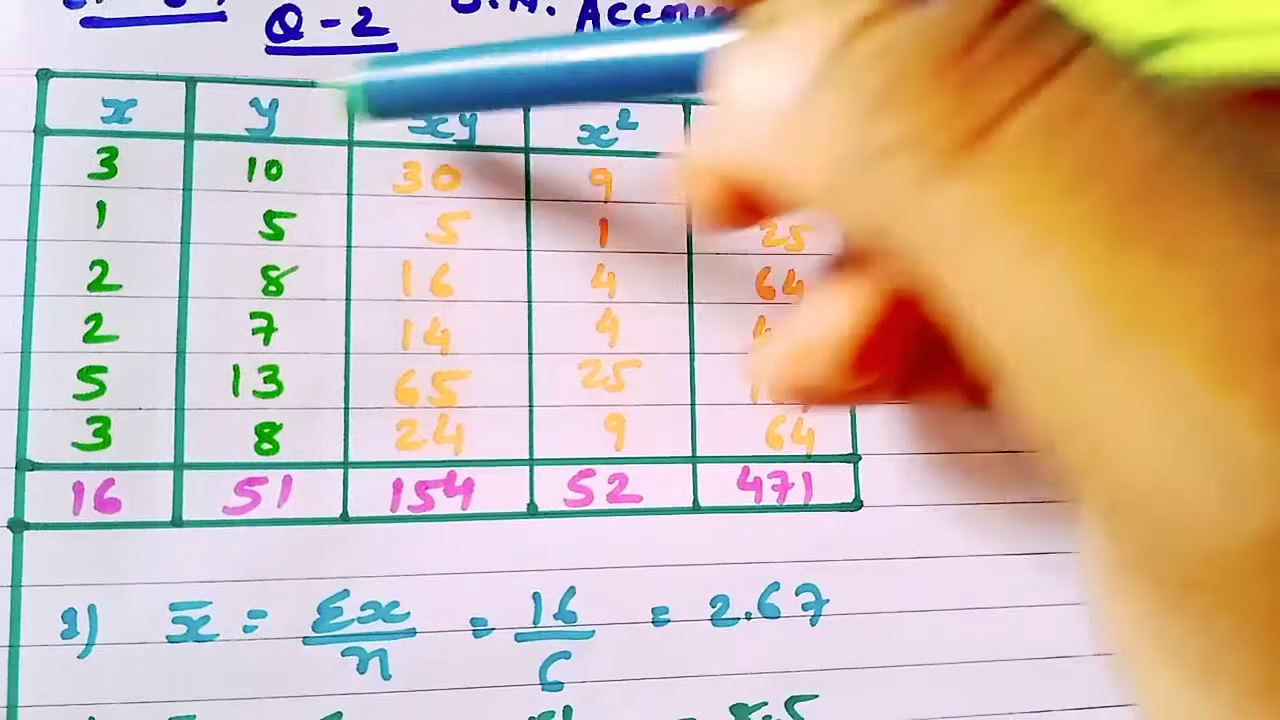 Q-2
x y xy x²
3 10 30 9
1 5 5 1 25
2 8 16 4 64
2 7 14 4
5 13 65 25
3 8 24 9 64
16 51 154 52 471
x̄ = Σx/n = 16/6 = 2.67
= 8.5